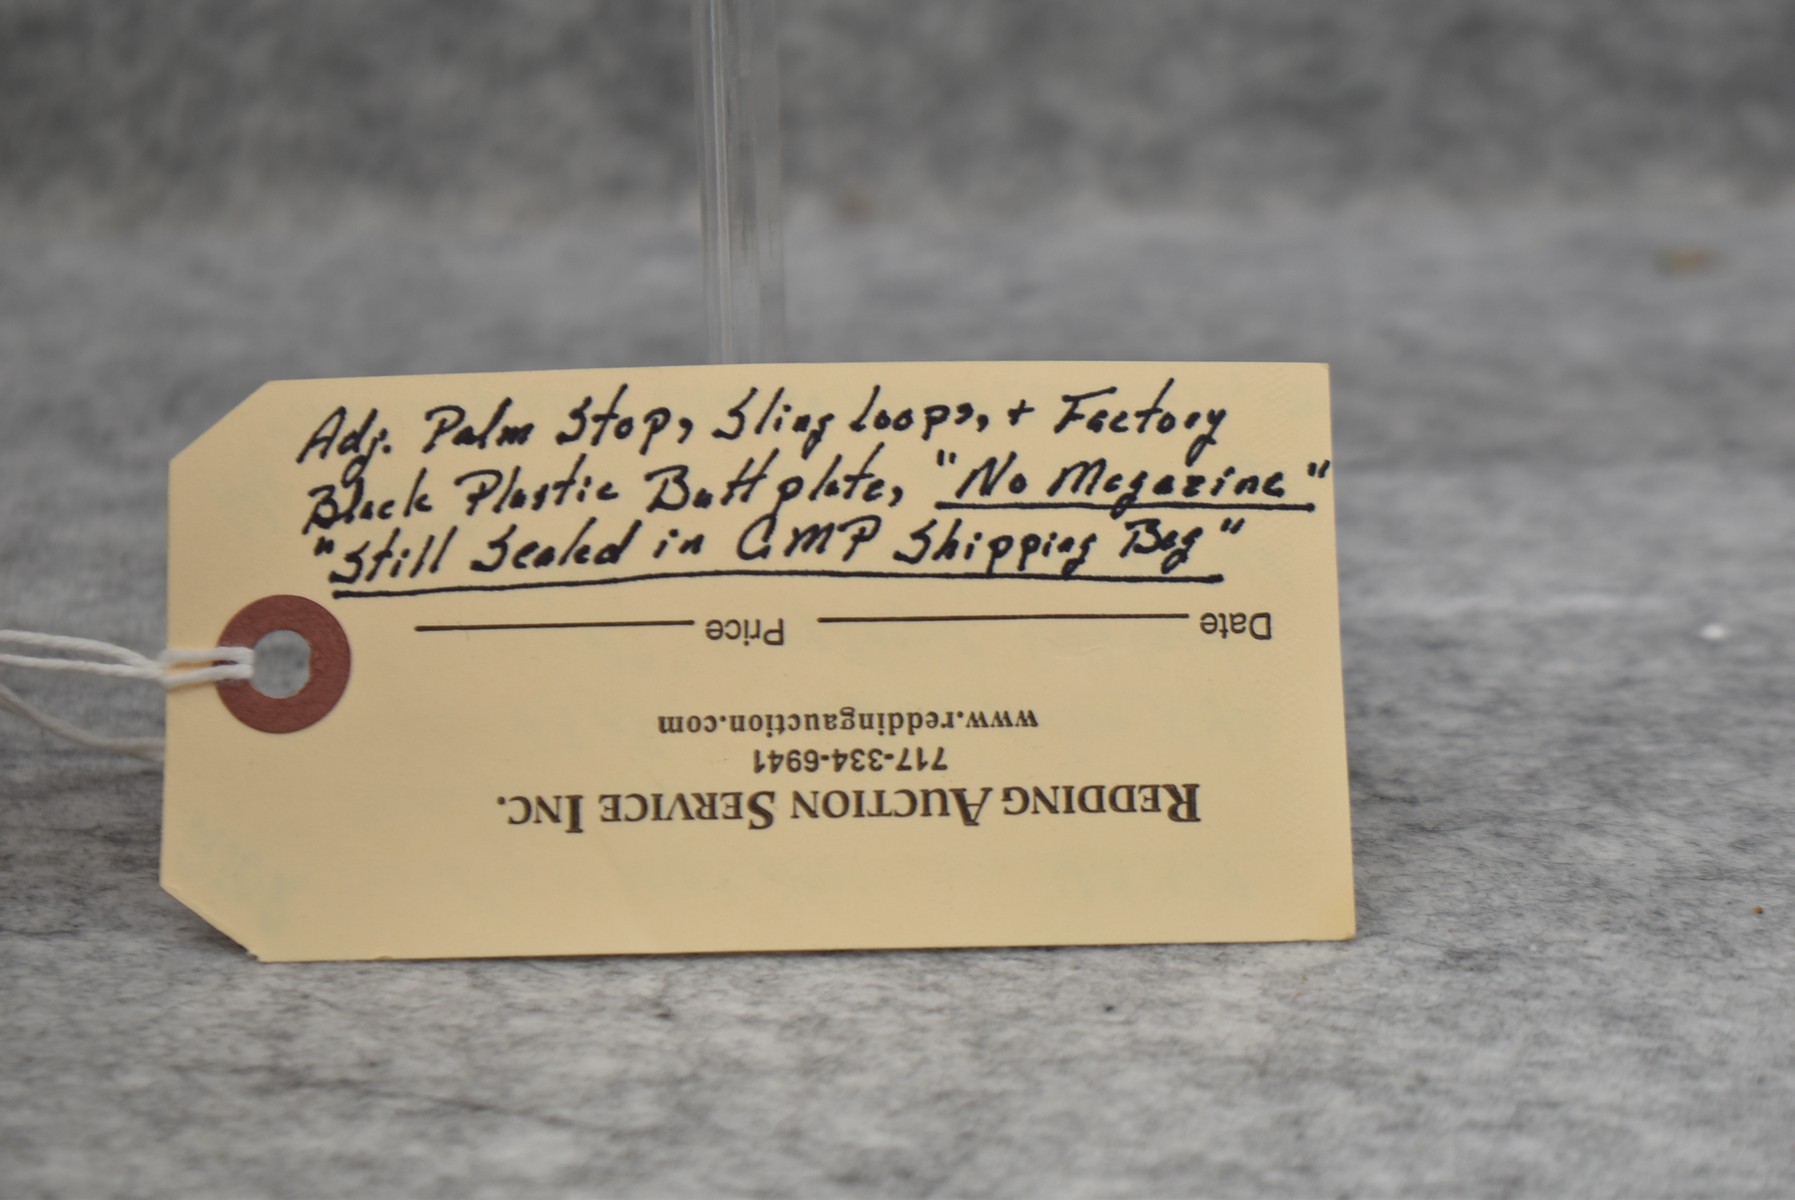 Adj. Palm Stop, Sling Loops, + Factory
Black Plastic Buttplate, "No Magazine"
"Still Sealed in CMP Shipping Bag"
Date Price
www.reddingauction.com
717-334-6941
REDDING AUCTION SERVICE INC.